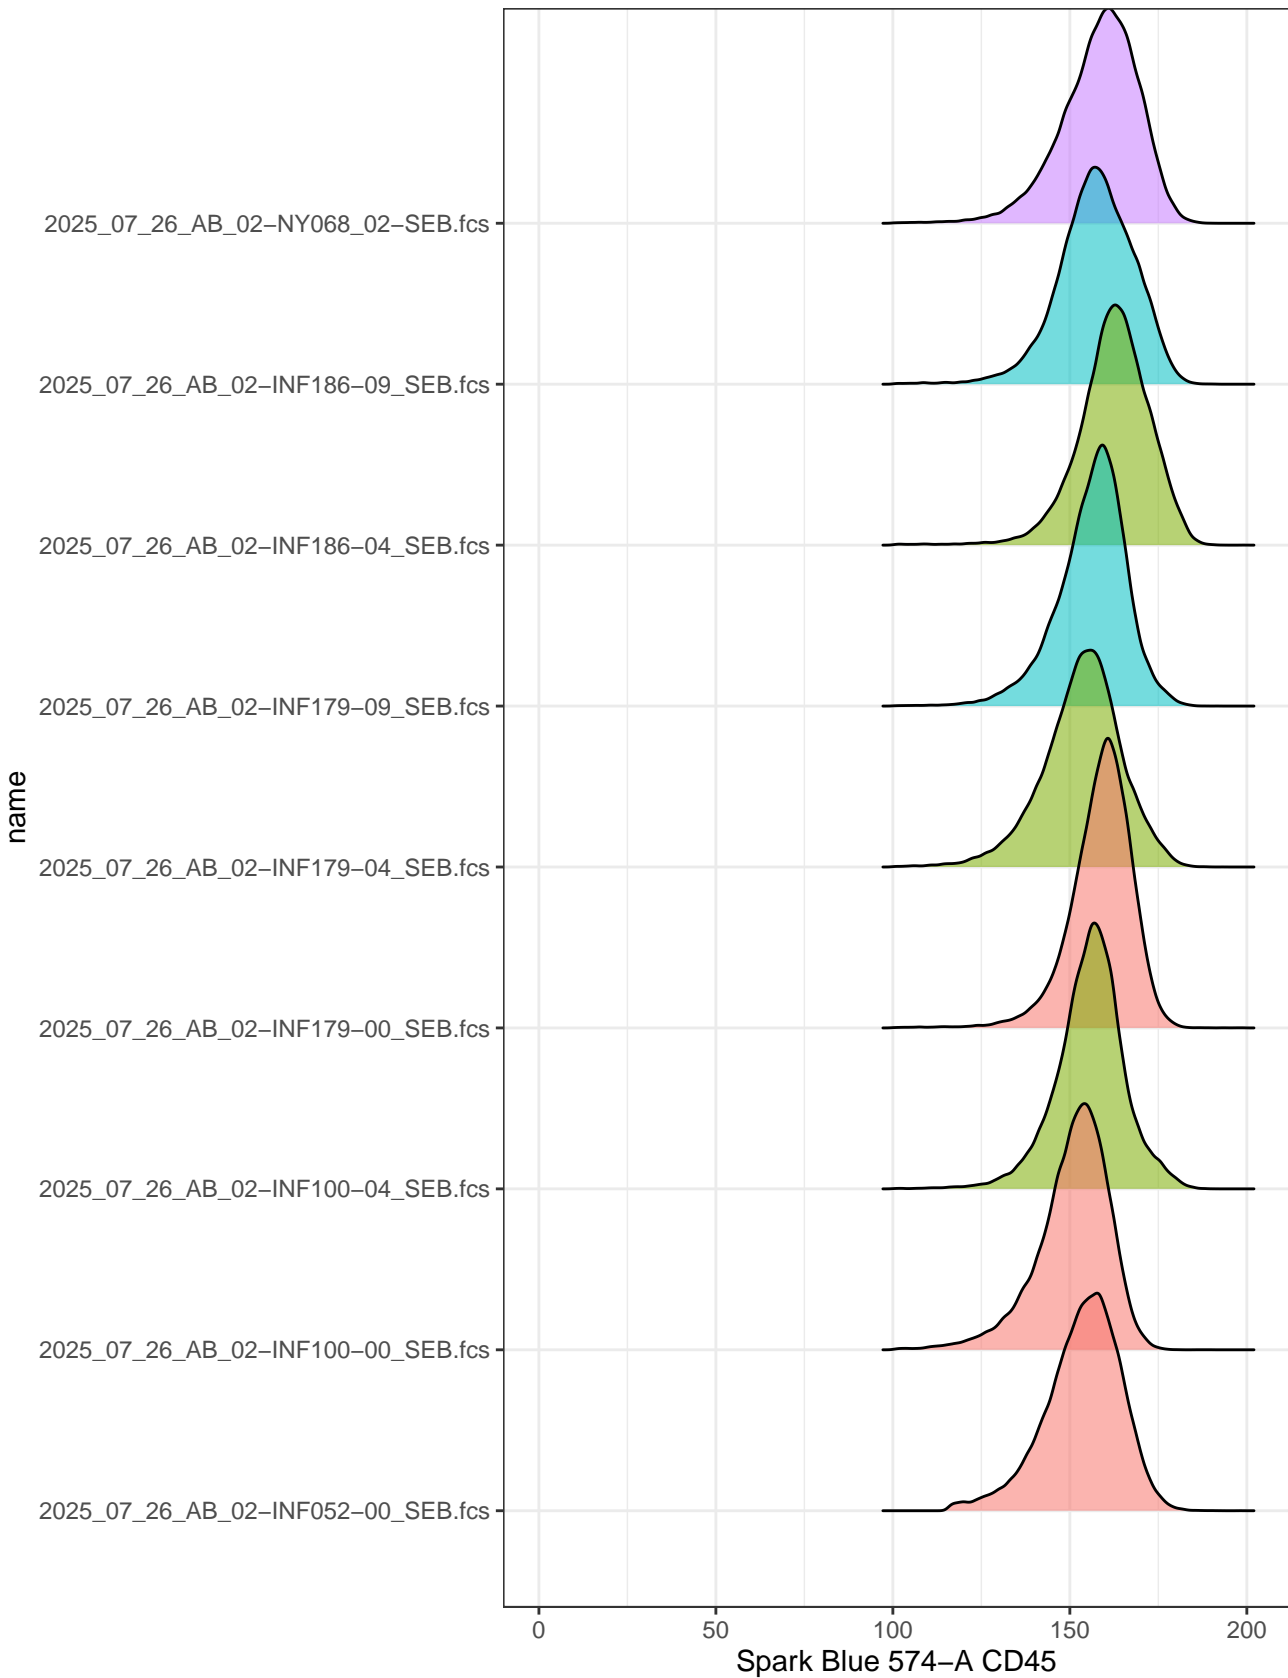 2025_07_26_AB_02−NY068_02−SEB.fcs
2025_07_26_AB_02−INF186−09_SEB.fcs
2025_07_26_AB_02−INF186−04_SEB.fcs
2025_07_26_AB_02−INF179−09_SEB.fcs
name
2025_07_26_AB_02−INF179−04_SEB.fcs
2025_07_26_AB_02−INF179−00_SEB.fcs
2025_07_26_AB_02−INF100−04_SEB.fcs
2025_07_26_AB_02−INF100−00_SEB.fcs
2025_07_26_AB_02−INF052−00_SEB.fcs
0 50 100 150 200
Spark Blue 574−A CD45